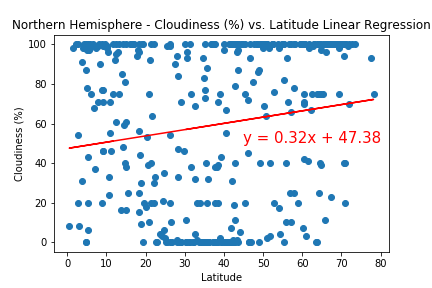 Northern Hemisphere - Cloudiness (%) vs. Latitude Linear Regression
100
80
60
40
20
0
Cloudiness (%)
y = 0.32x + 47.38
0 10 20 30 40 50 60 70 80
Latitude